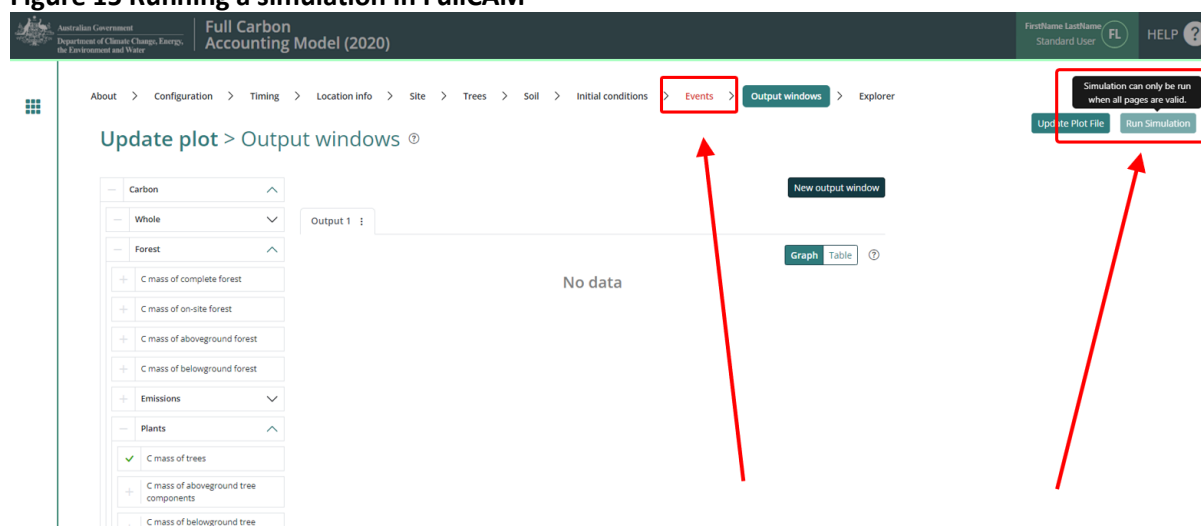 Figure 15 Running a simulation in FullCAM
Australian Government
Department of Climate Change, Energy,
the Environment and Water
Full Carbon
Accounting Model (2020)
FirstName LastName
Standard User
FL
HELP ?
About > Configuration > Timing > Location info > Site > Trees > Soil > Initial conditions > Events > Output windows > Explorer
Simulation can only be run
when all pages are valid.
Update Plot File
Run Simulation
Update plot > Output windows ?
Carbon
New output window
Whole
Output 1
Forest
Graph Table ?
C mass of complete forest
No data
C mass of on-site forest
C mass of aboveground forest
C mass of belowground forest
Emissions
Plants
C mass of trees
C mass of aboveground tree
components
C mass of belowground tree